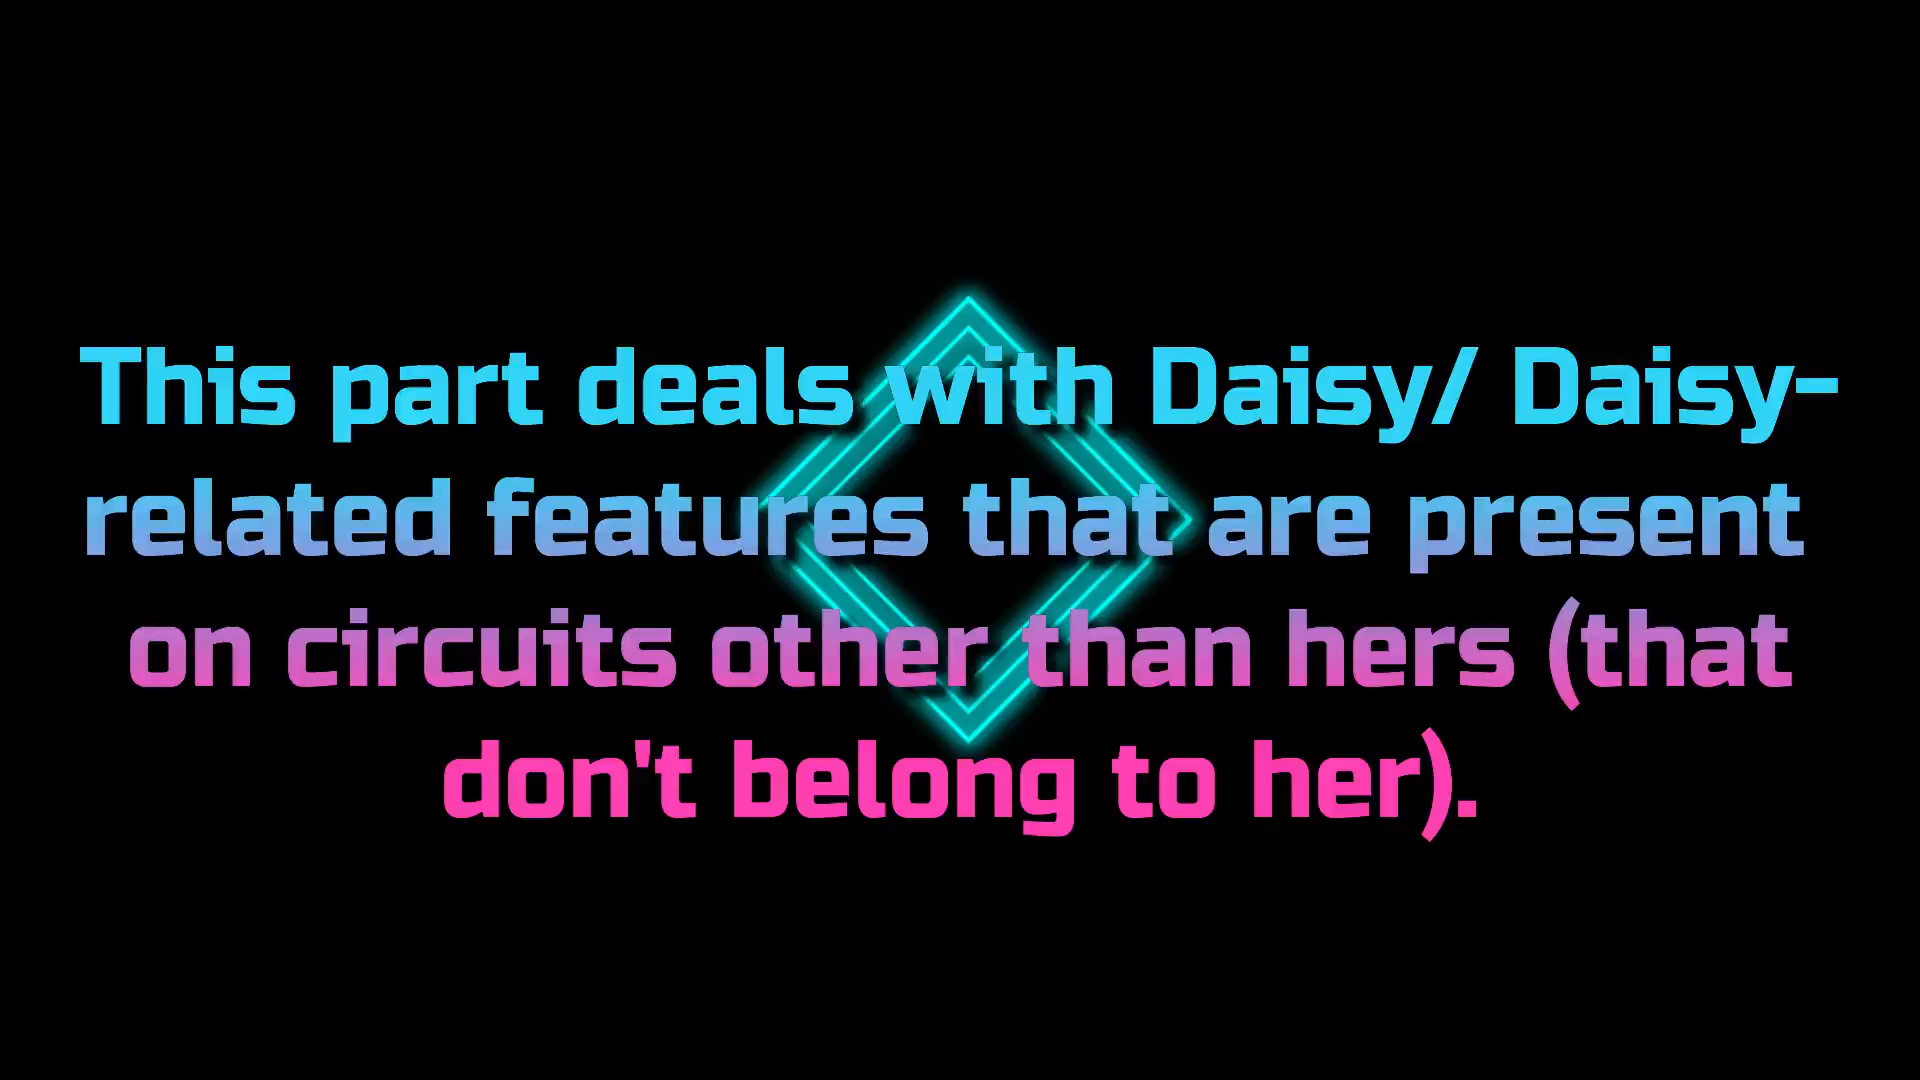 This part deals with Daisy/ Daisy-
related features that are present
on circuits other than hers (that
don't belong to her).